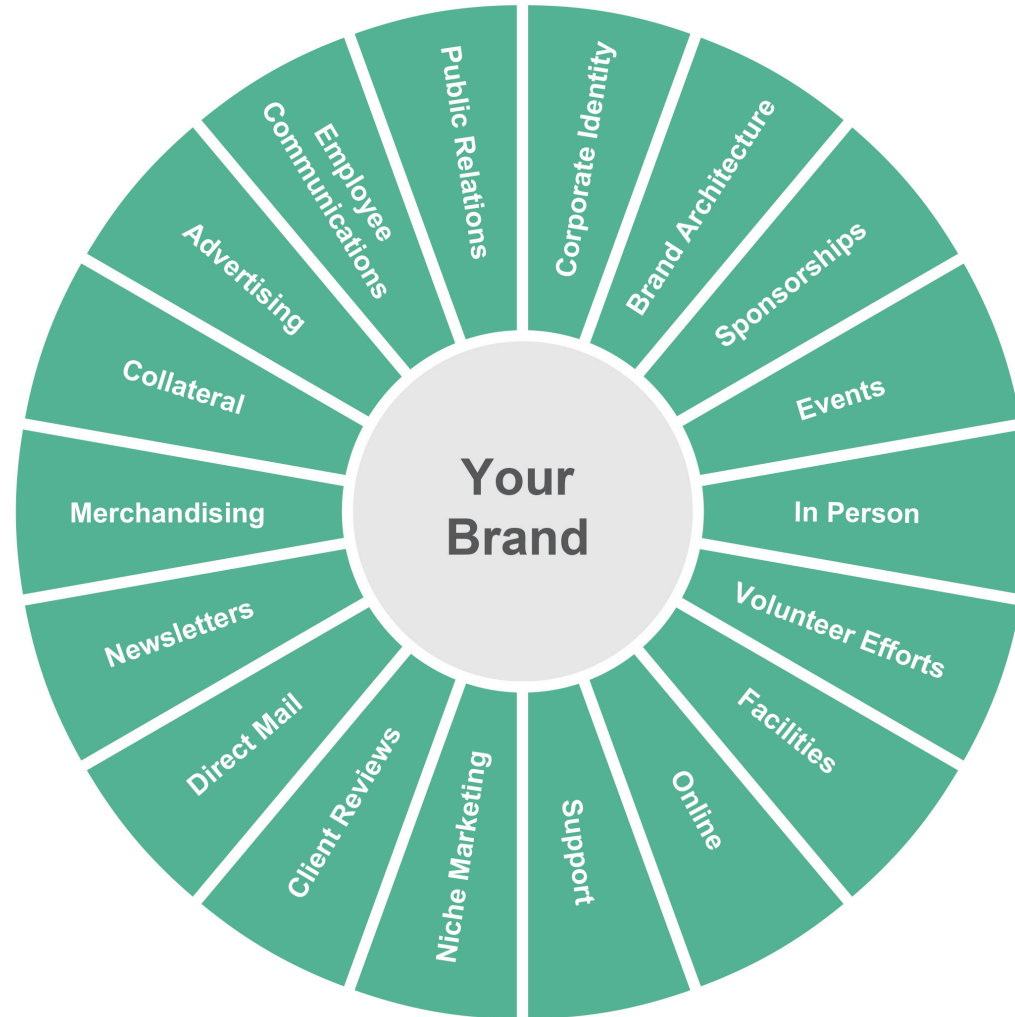 Your
Brand
Corporate Identity
Brand Architecture
Sponsorships
Events
In Person
Volunteer Efforts
Facilities
Online
Support
Niche Marketing
Client Reviews
Direct Mail
Newsletters
Merchandising
Collateral
Advertising
Employee
Communications
Public Relations